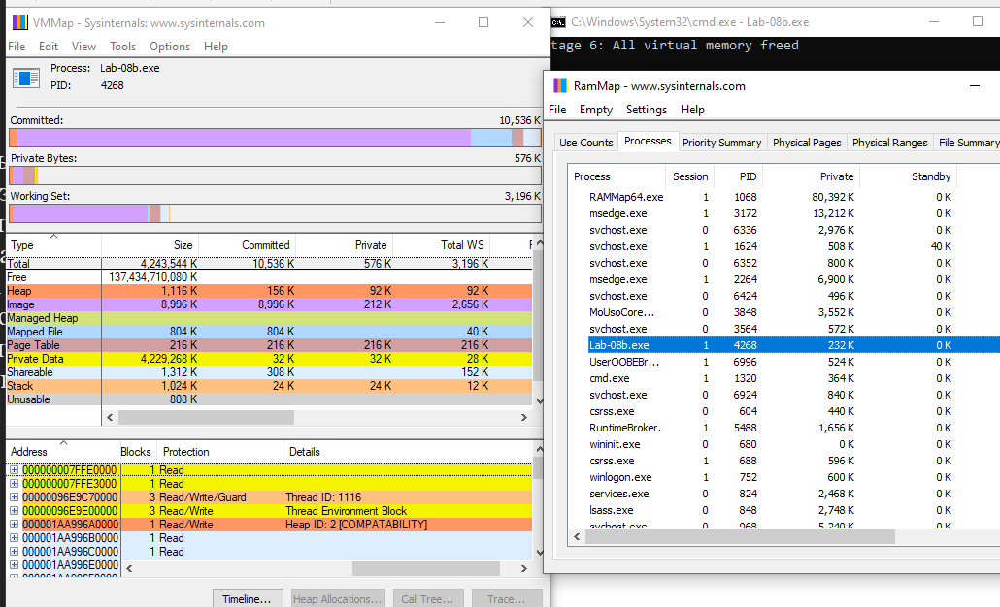 VMMap - Sysinternals: www.sysinternals.com
File Edit View Tools Options Help
Process: Lab-08b.exe
PID: 4268
Committed: 10,536 K
Private Bytes: 576 K
Working Set: 3,196 K
Type Size Committed Private Total WS
Total 4,243,544 K 10,536 K 576 K 3,196 K
Free 137,434,710,080 K
Heap 1,116 K 156 K 92 K 92 K
Image 8,996 K 8,996 K 212 K 2,656 K
Managed Heap
Mapped File 804 K 804 K 40 K
Page Table 216 K 216 K 216 K 216 K
Private Data 4,229,268 K 32 K 32 K 28 K
Shareable 1,312 K 308 K 152 K
Stack 1,024 K 24 K 24 K 12 K
Unusable 808 K
Address Blocks Protection Details
000000007FFE0000 1 Read
000000007FFE3000 1 Read
00000096E9C70000 3 Read/Write/Guard Thread ID: 1116
00000096E9E00000 3 Read/Write Thread Environment Block
000001AA996A0000 1 Read/Write Heap ID: 2 [COMPATABILITY]
000001AA996B0000 1 Read
000001AA996C0000 1 Read
000001AA996E0000
Timeline... Heap Allocations... Call Tree... Trace...
C:\Windows\System32\cmd.exe - Lab-08b.exe
tage 6: All virtual memory freed
RamMap - www.sysinternals.com
File Empty Settings Help
Use Counts Processes Priority Summary Physical Pages Physical Ranges File Summary
Process Session PID Private Standby
RAMMap64.exe 1 1068 80,392 K 0 K
msedge.exe 1 3172 13,212 K 0 K
svchost.exe 0 6336 2,976 K 0 K
svchost.exe 1 1624 508 K 40 K
svchost.exe 0 6352 800 K 0 K
msedge.exe 1 2264 6,900 K 0 K
svchost.exe 0 6424 496 K 0 K
MoUsoCore... 0 3848 3,552 K 0 K
svchost.exe 0 3564 572 K 0 K
Lab-08b.exe 1 4268 232 K 0 K
UserOOBEBr... 1 6996 524 K 0 K
cmd.exe 1 1320 364 K 0 K
svchost.exe 0 6924 840 K 0 K
csrss.exe 0 604 440 K 0 K
RuntimeBroker. 1 5488 1,656 K 0 K
wininit.exe 0 680 0 K 0 K
csrss.exe 1 688 596 K 0 K
winlogon.exe 1 752 600 K 0 K
services.exe 0 824 2,468 K 0 K
lsass.exe 0 848 2,748 K 0 K
svchost.exe 0 968 5,240 K 0 K